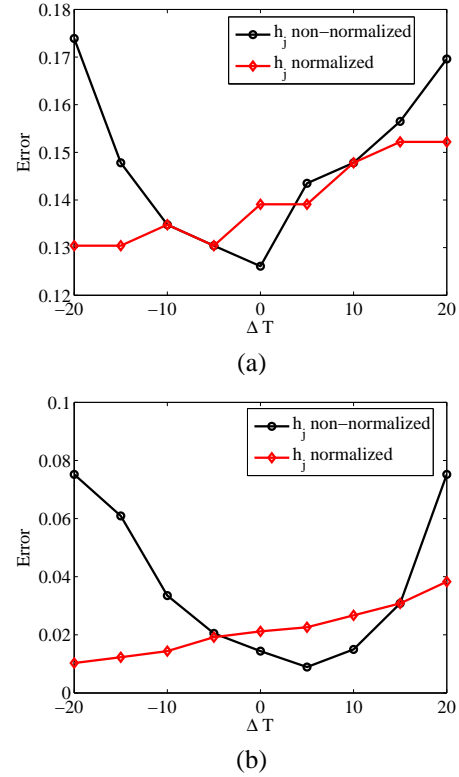 0.18
0.17
0.16
0.15
0.14
0.13
0.12
Error
h_j non−normalized
h_j normalized
−20 −10 0 10 20
Δ T
(a)
0.1
0.08
0.06
0.04
0.02
0
Error
h_j non−normalized
h_j normalized
−20 −10 0 10 20
Δ T
(b)